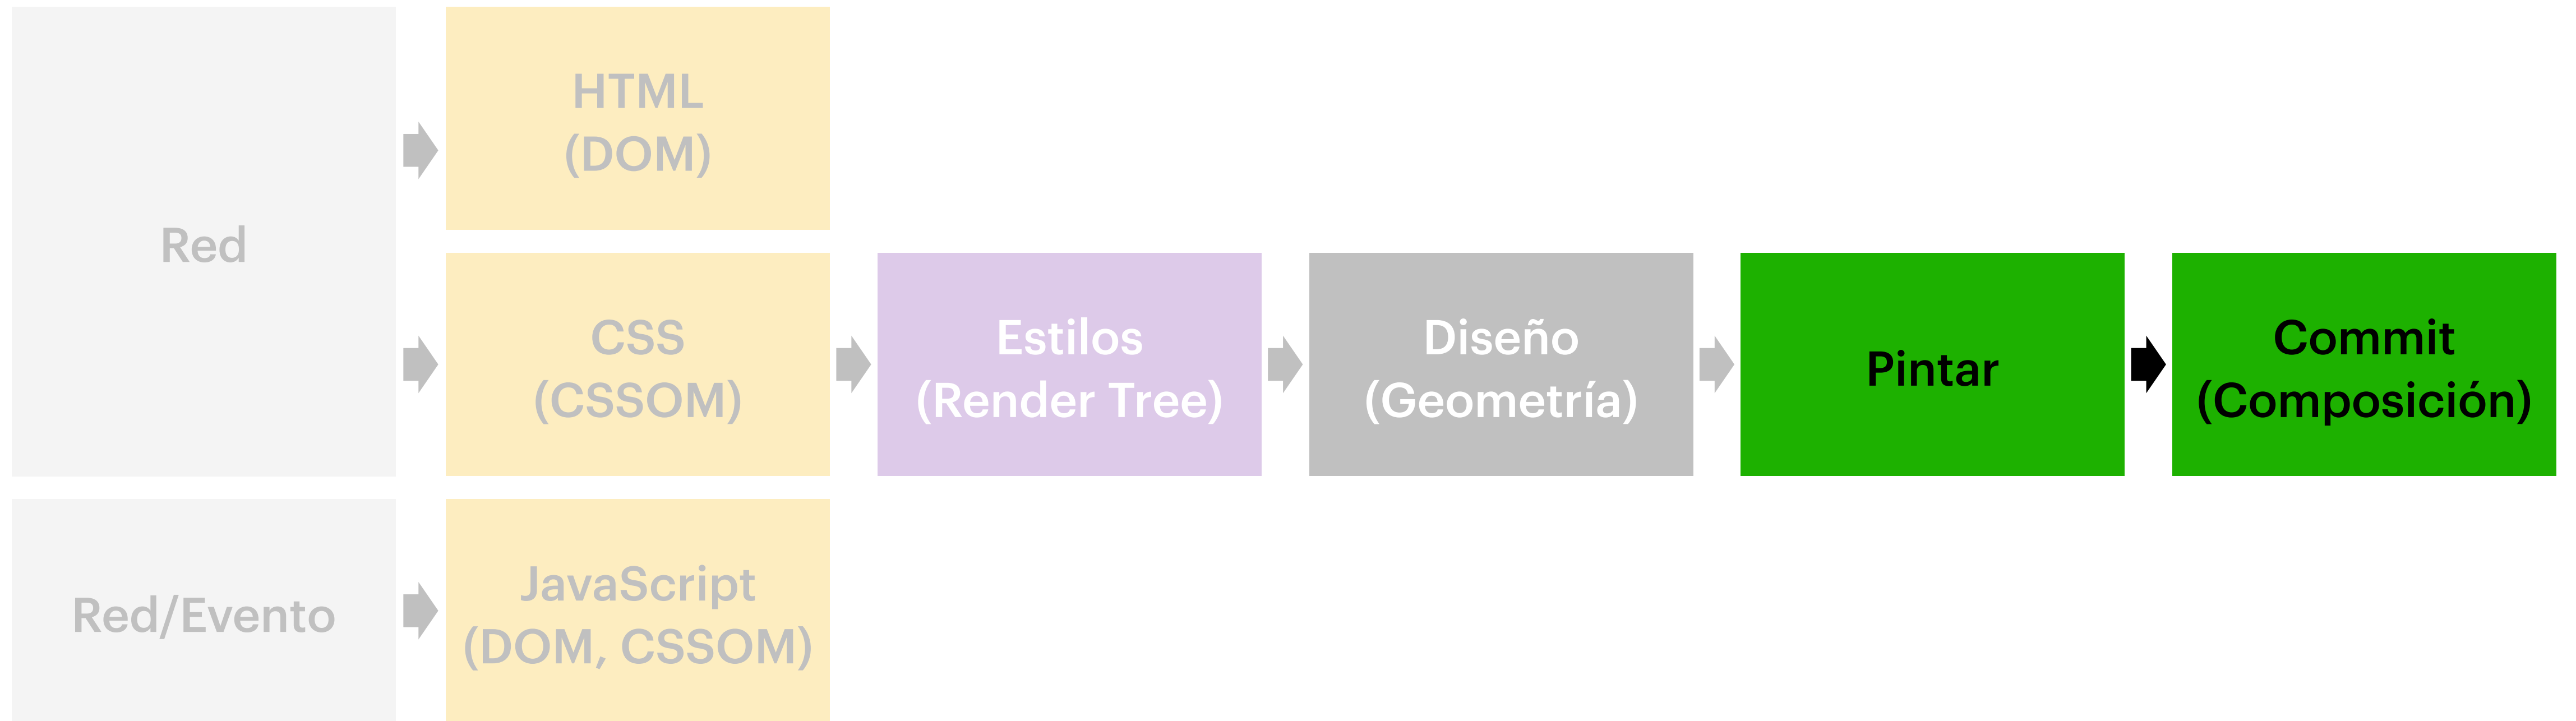 Red
HTML
(DOM)
CSS
(CSSOM)
Estilos
(Render Tree)
Diseño
(Geometría)
Pintar
Commit
(Composición)
Red/Evento
JavaScript
(DOM, CSSOM)